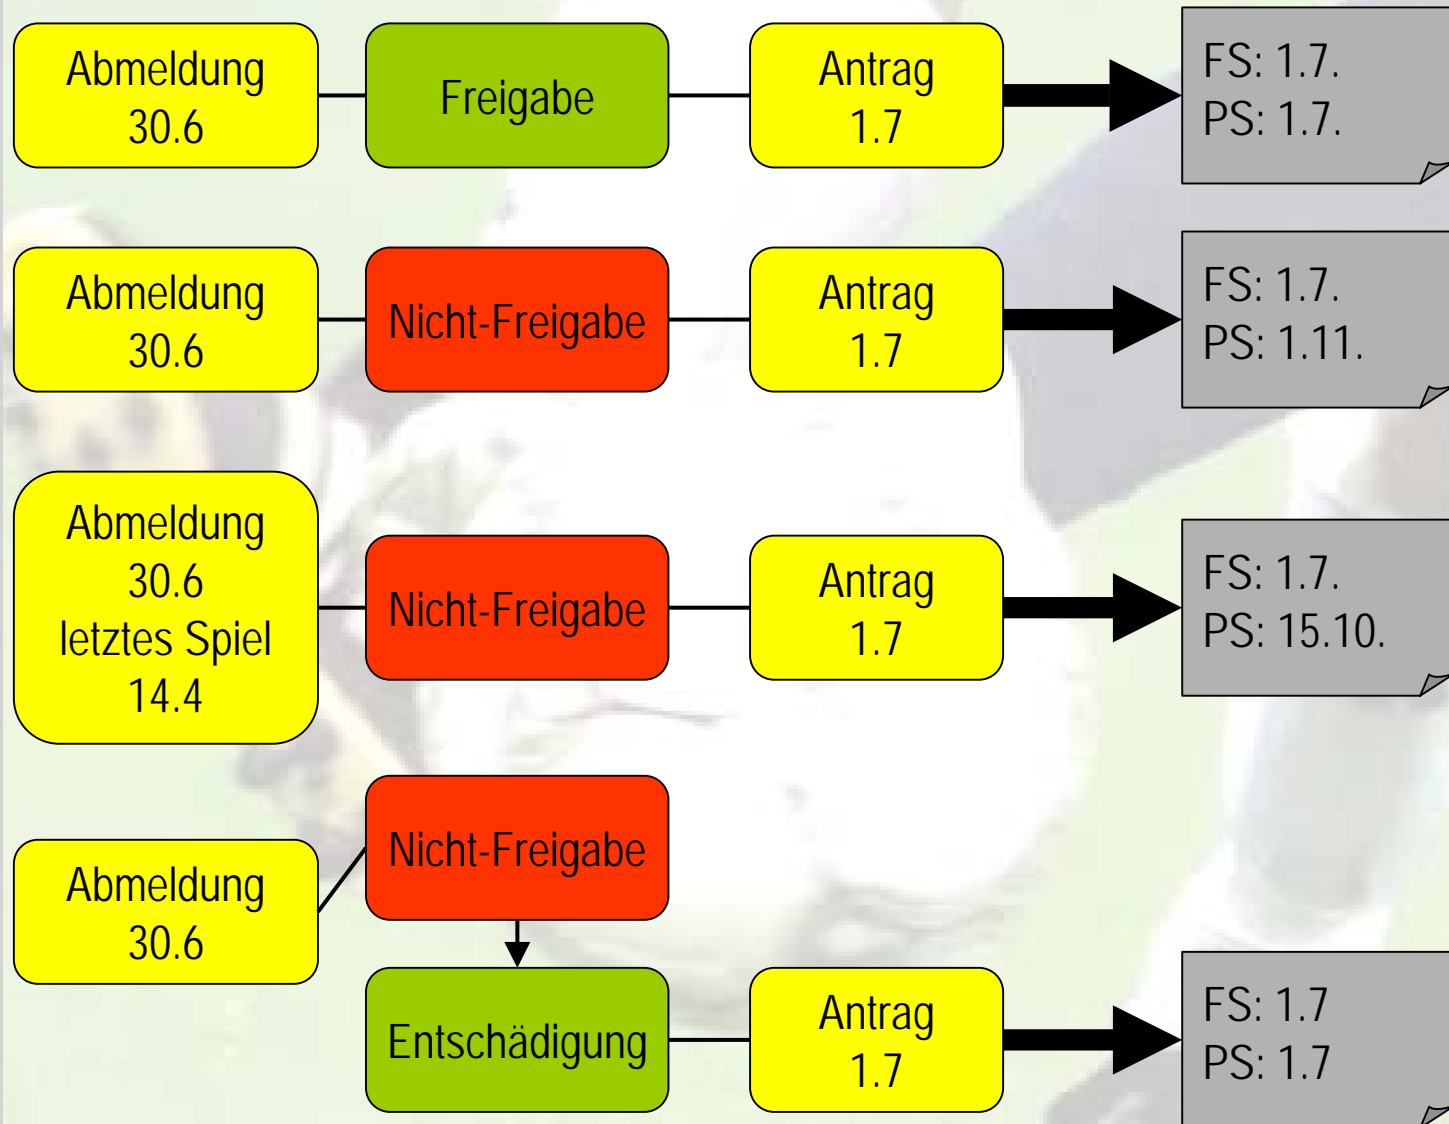 Abmeldung
30.6
Freigabe
Antrag
1.7
FS: 1.7.
PS: 1.7.
Abmeldung
30.6
Nicht-Freigabe
Antrag
1.7
FS: 1.7.
PS: 1.11.
Abmeldung
30.6
letztes Spiel
14.4
Nicht-Freigabe
Antrag
1.7
FS: 1.7.
PS: 15.10.
Abmeldung
30.6
Nicht-Freigabe
Entschädigung
Antrag
1.7
FS: 1.7
PS: 1.7